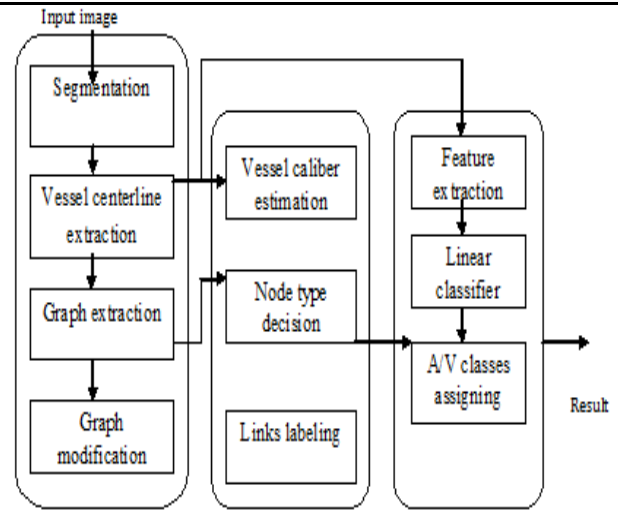 Input image
Segmentation
Vessel centerline
extraction
Graph extraction
Graph
modification
Vessel caliber
estimation
Node type
decision
Links labeling
Feature
extraction
Linear
classifier
A/V classes
assigning
Result